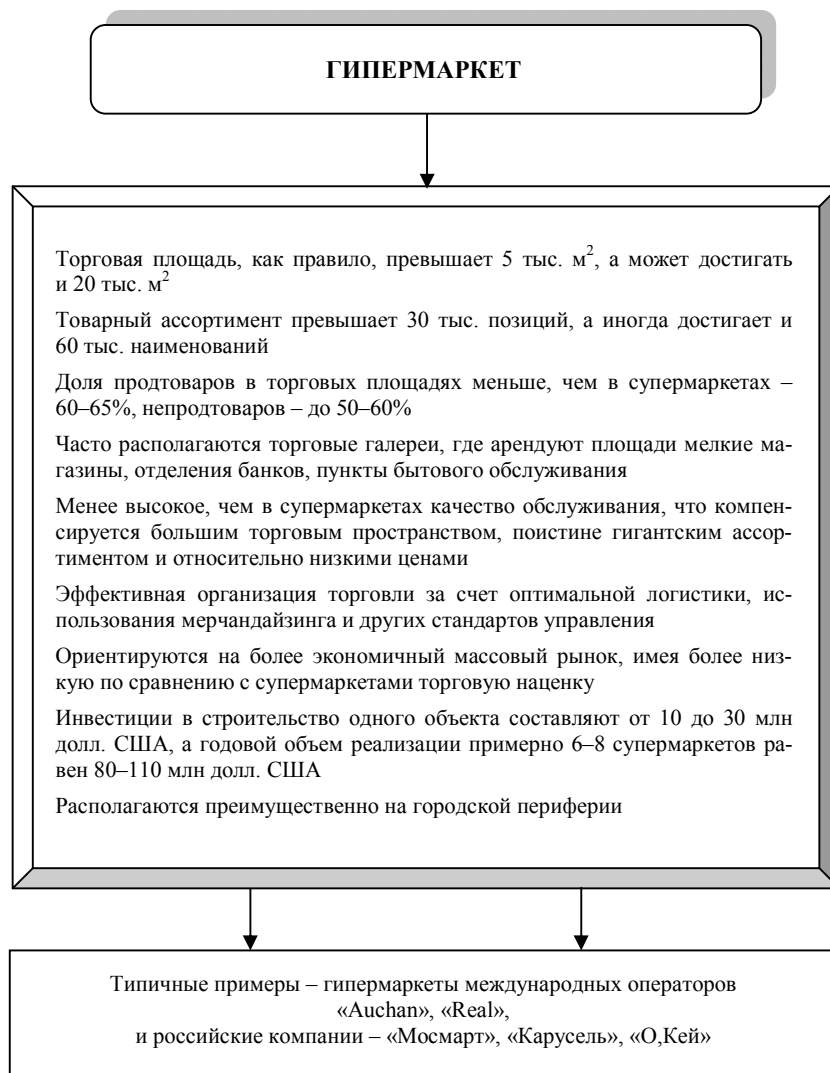 ГИПЕРМАРКЕТ
Торговая площадь, как правило, превышает 5 тыс. м², а может достигать
и 20 тыс. м²
Товарный ассортимент превышает 30 тыс. позиций, а иногда достигает и
60 тыс. наименований
Доля продтоваров в торговых площадях меньше, чем в супермаркетах –
60–65%, непродтоваров – до 50–60%
Часто располагаются торговые галереи, где арендуют площади мелкие ма-
газины, отделения банков, пункты бытового обслуживания
Менее высокое, чем в супермаркетах качество обслуживания, что компен-
сируется большим торговым пространством, поистине гигантским ассор-
тиментом и относительно низкими ценами
Эффективная организация торговли за счет оптимальной логистики, ис-
пользования мерчандайзинга и других стандартов управления
Ориентируются на более экономичный массовый рынок, имея более низ-
кую по сравнению с супермаркетами торговую наценку
Инвестиции в строительство одного объекта составляют от 10 до 30 млн
долл. США, а годовой объем реализации примерно 6–8 супермаркетов ра-
вен 80–110 млн долл. США
Располагаются преимущественно на городской периферии
Типичные примеры – гипермаркеты международных операторов
«Auchan», «Real»,
и российские компании – «Мосмарт», «Карусель», «О,Кей»